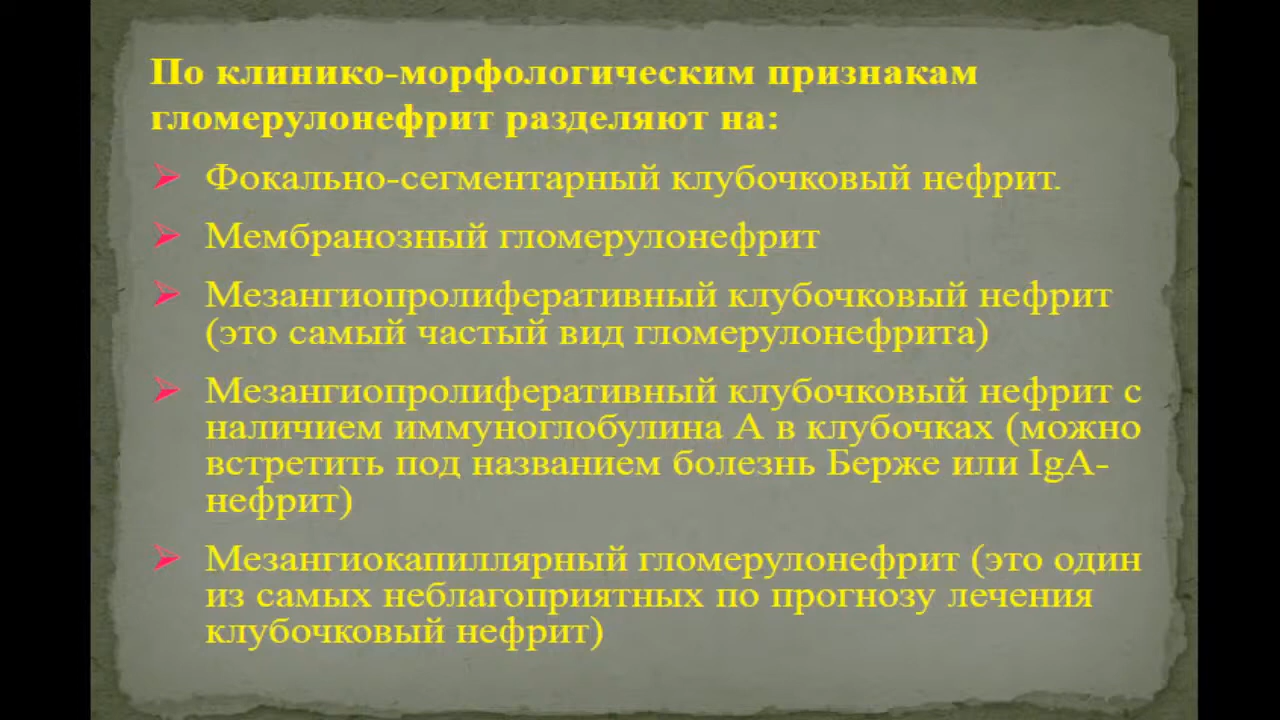 По клинико-морфологическим признакам
гломерулонефрит разделяют на:
Фокально-сегментарный клубочковый нефрит.
Мембранозный гломерулонефрит
Мезангиопролиферативный клубочковый нефрит
(это самый частый вид гломерулонефрита)
Мезангиопролиферативный клубочковый нефрит с
наличием иммуноглобулина А в клубочках (можно
встретить под названием болезнь Берже или IgA-
нефрит)
Мезангиокапиллярный гломерулонефрит (это один
из самых неблагоприятных по прогнозу лечения
клубочковый нефрит)